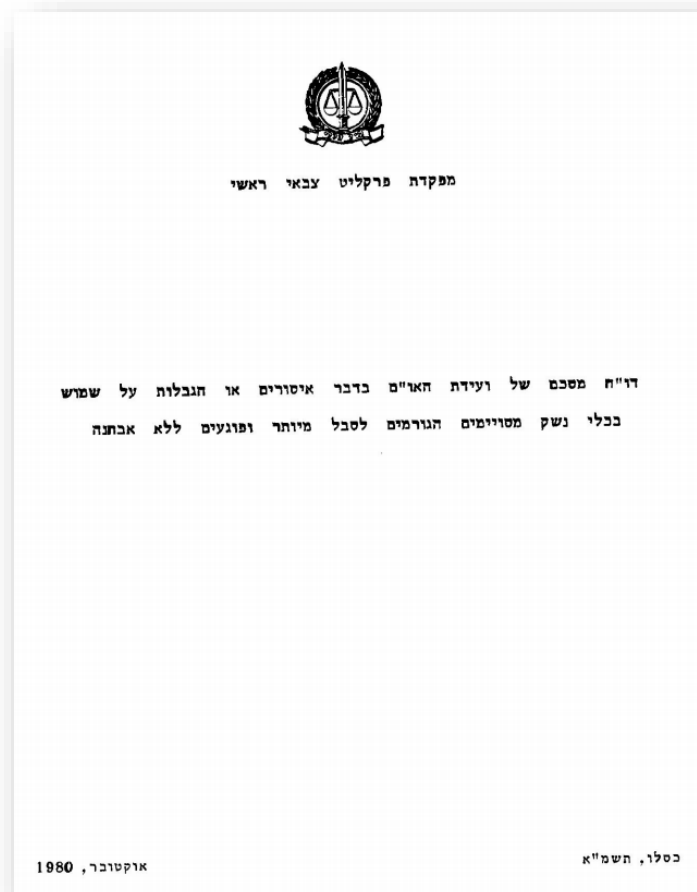 מפקדת פרקליט צבאי ראשי
דו"ח מסכם של ועידת האו"ם בדבר איסורים או הגבלות על שמוש
בכלי נשק מסויימים הגורמים לסבל מיותר ופוגעים ללא אבחנה
כסלו, תשמ"א
אוקטובר, 1980